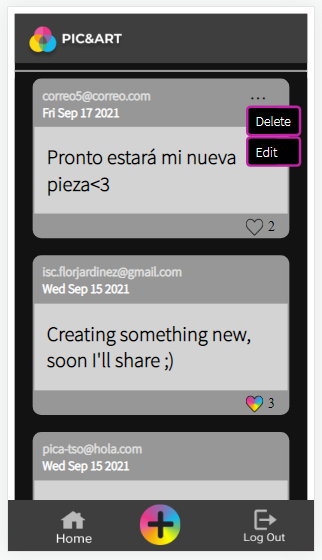 PIC&ART
correo5@correo.com
...
Fri Sep 17 2021
Delete
Edit
Pronto estará mi nueva
pieza<3
2
isc.florjardinez@gmail.com
Wed Sep 15 2021
Creating something new,
soon I'll share ;)
3
pica-tso@hola.com
Wed Sep 15 2021
Home
Log Out